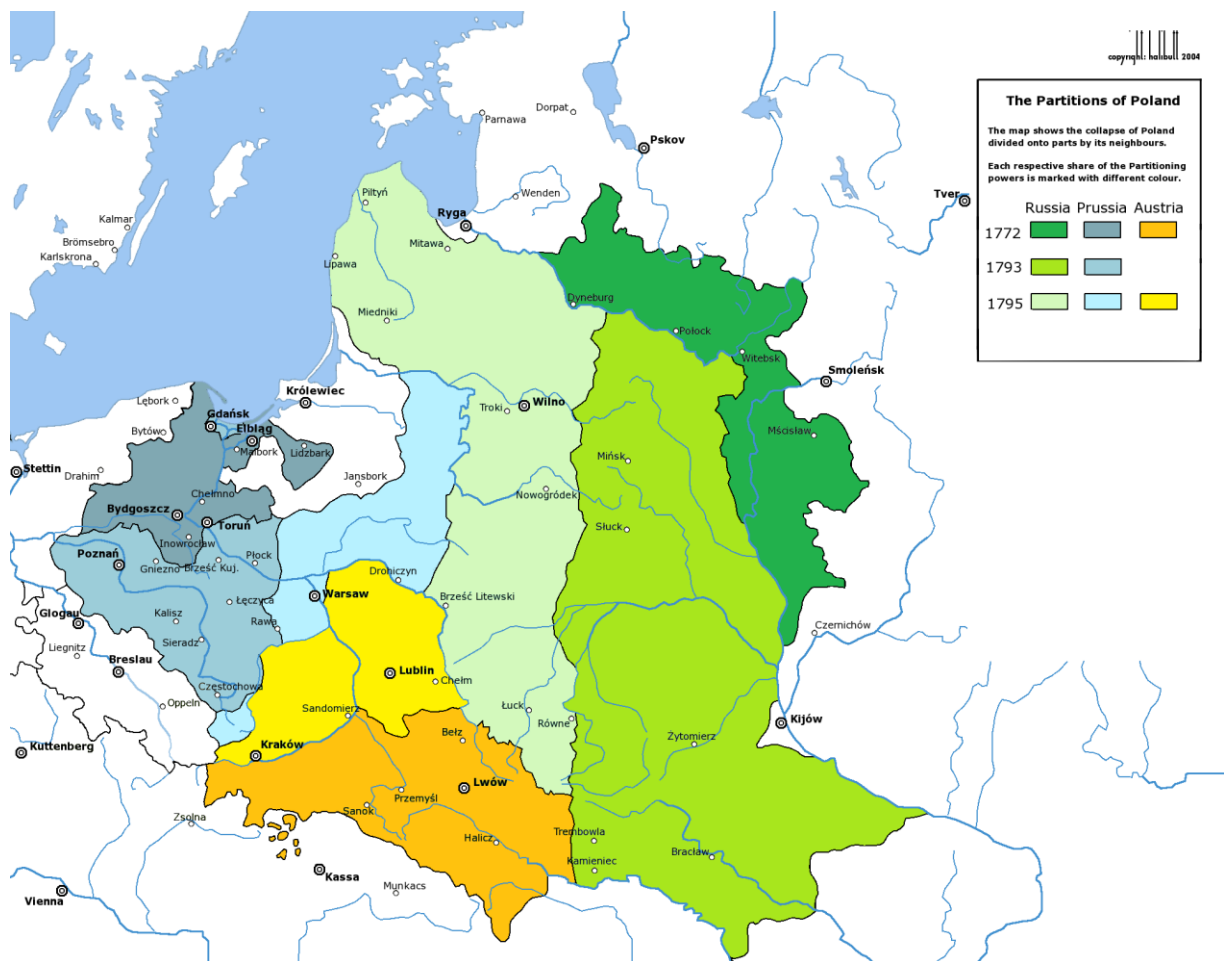 copyright: halibutt 2004
The Partitions of Poland
The map shows the collapse of Poland
divided onto parts by its neighbours.
Each respective share of the Partitioning
powers is marked with different colour.
Russia Prussia Austria
1772
1793
1795
Parnawa
Dorpat
Pskov
Tver
Piltyń
Wenden
Ryga
Kalmar
Brömsebro
Karlskrona
Mitawa
Lipawa
Miedniki
Dyneburg
Połock
Witebsk
Smoleńsk
Królewiec
Lębork
Gdańsk
Bytów
Elbląg
Malbork
Lidzbark
Troki
Wilno
Mścisław
Stettin
Drahim
Jansbork
Mińsk
Chełmno
Nowogródek
Bydgoszcz
Toruń
Słuck
Inowrocław
Poznań
Gniezno
Brześć Kuj.
Płock
Drohiczyn
Warsaw
Brześć Litewski
Łęczyca
Glogau
Kalisz
Rawa
Czernichów
Sieradz
Liegnitz
Breslau
Lublin
Chełm
Częstochowa
Oppeln
Sandomierz
Łuck
Równe
Kijów
Bełz
Żytomierz
Kuttenberg
Kraków
Lwów
Przemyśl
Sanok
Zsolna
Halicz
Trembowla
Bracław
Kamieniec
Kassa
Munkacs
Vienna